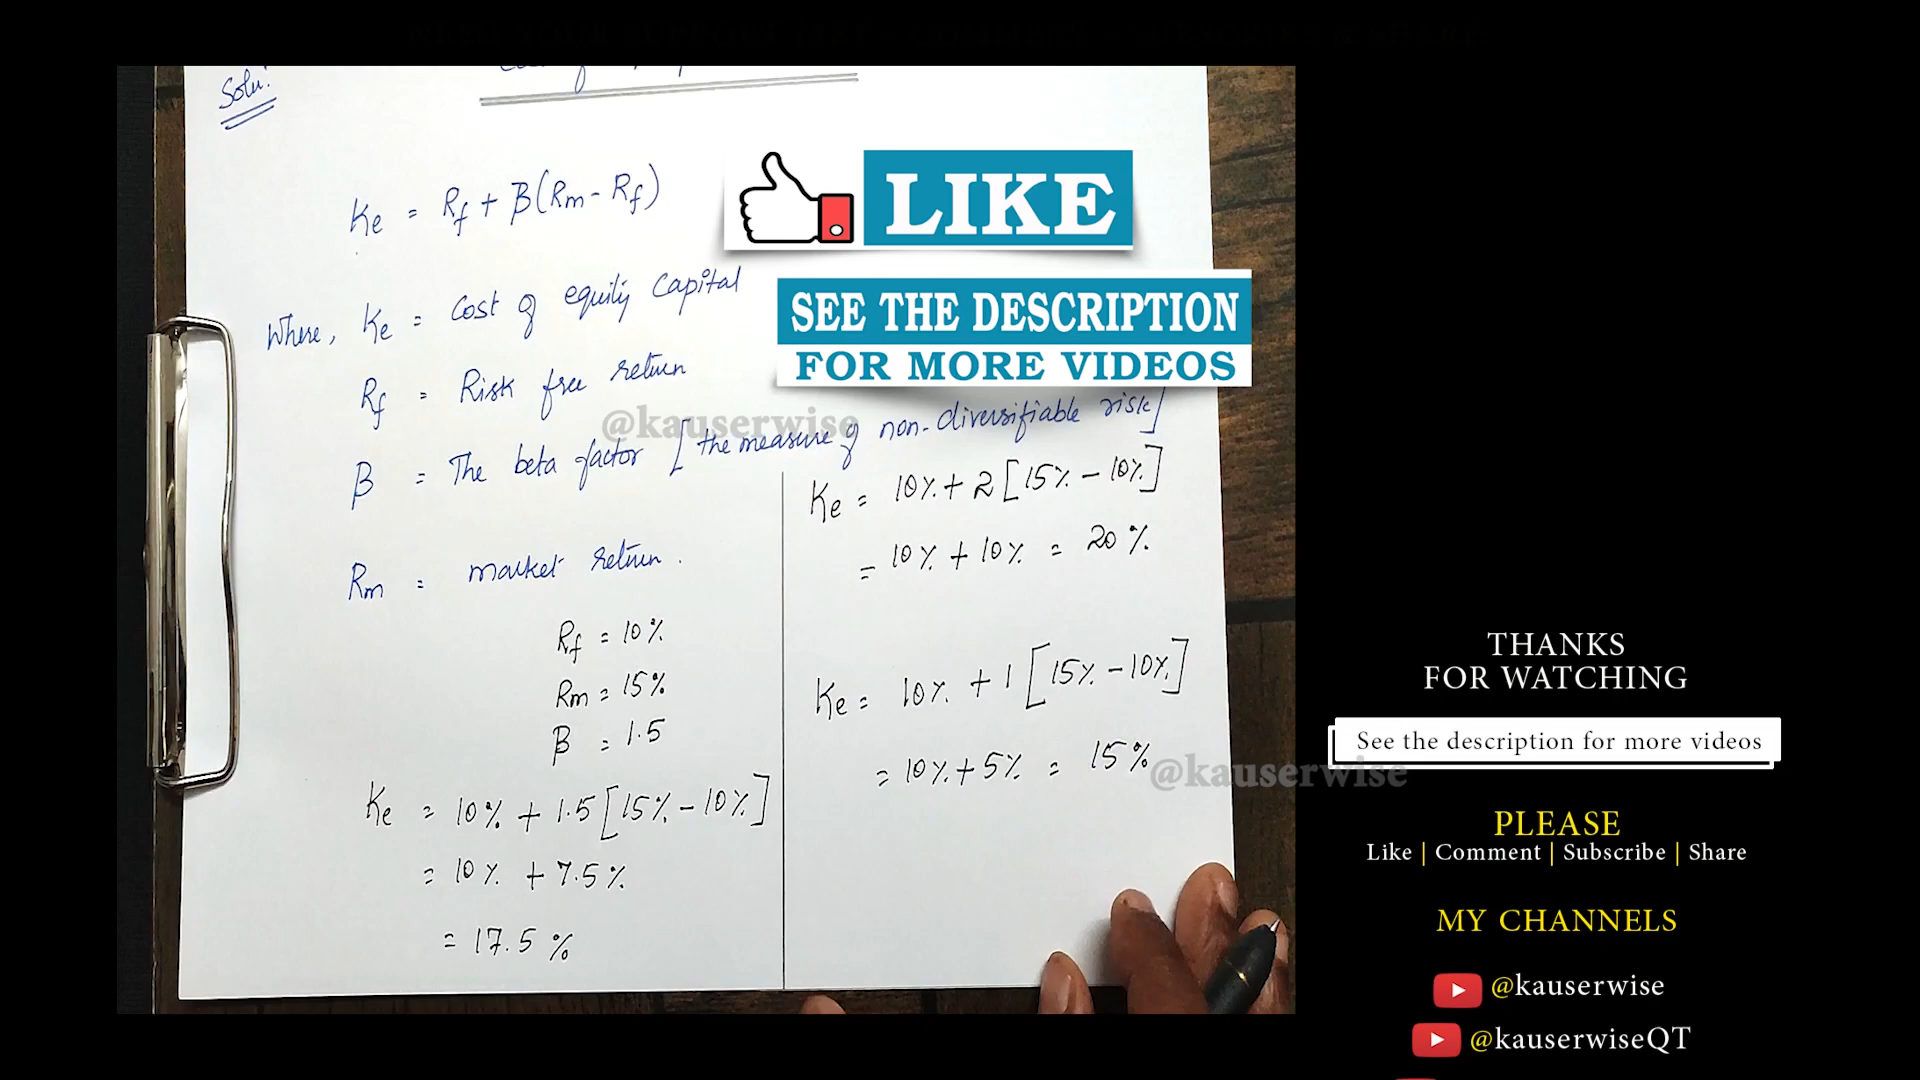 Solu:
Ke = Rf + β(Rm - Rf)
Where, Ke = Cost of equity Capital
Rf = Risk free return
β = The beta factor [the measure of non-diversifiable risk]
Rm = market return.
Rf = 10%
Rm = 15%
β = 1.5
Ke = 10% + 1.5[15% - 10%]
= 10% + 7.5%
= 17.5%
Ke = 10% + 2[15% - 10%]
= 10% + 10% = 20%
Ke = 10% + 1[15% - 10%]
= 10% + 5% = 15%
@kauserwise
@kauserwise
LIKE
SEE THE DESCRIPTION
FOR MORE VIDEOS
THANKS
FOR WATCHING
See the description for more videos
PLEASE
Like | Comment | Subscribe | Share
MY CHANNELS
@kauserwise
@kauserwiseQT